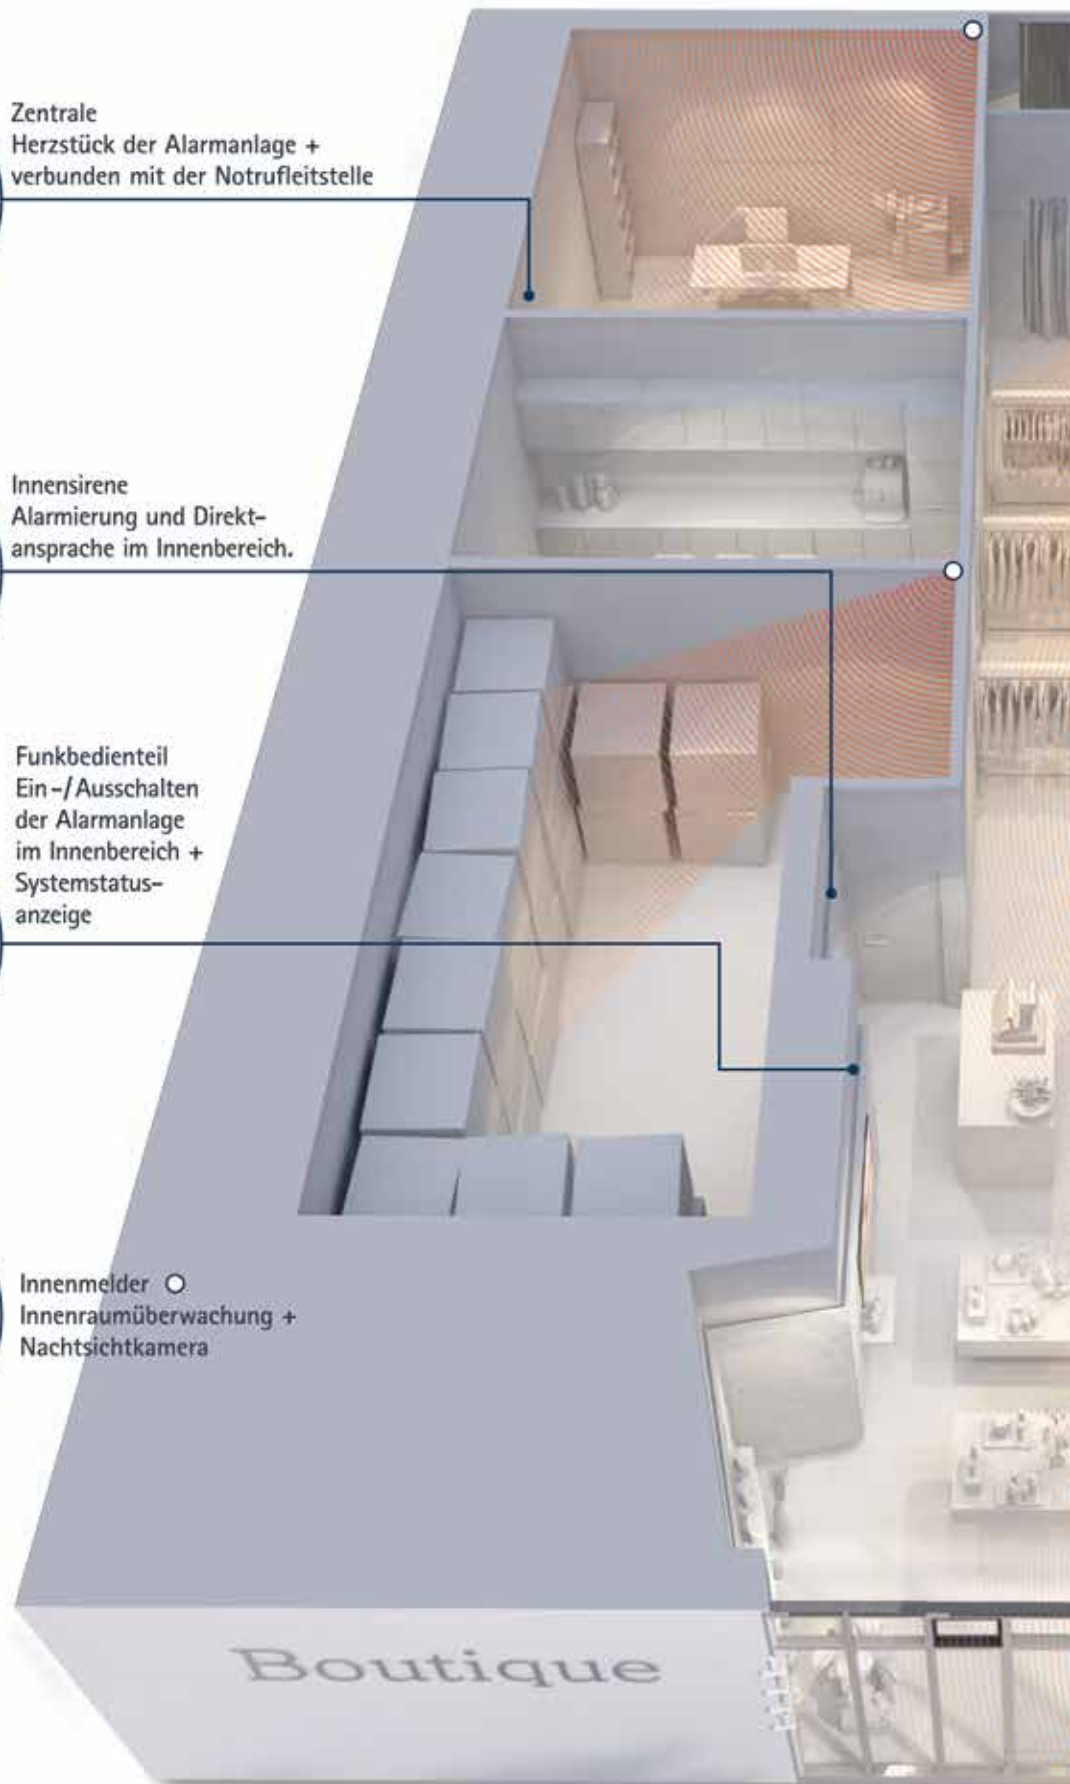 Zentrale
Herzstück der Alarmanlage +
verbunden mit der Notrufleitstelle
Innensirene
Alarmierung und Direkt-
ansprache im Innenbereich.
Funkbedienteil
Ein-/Ausschalten
der Alarmanlage
im Innenbereich +
Systemstatus-
anzeige
Innenmelder
Innenraumüberwachung +
Nachtsichtkamera
Boutique